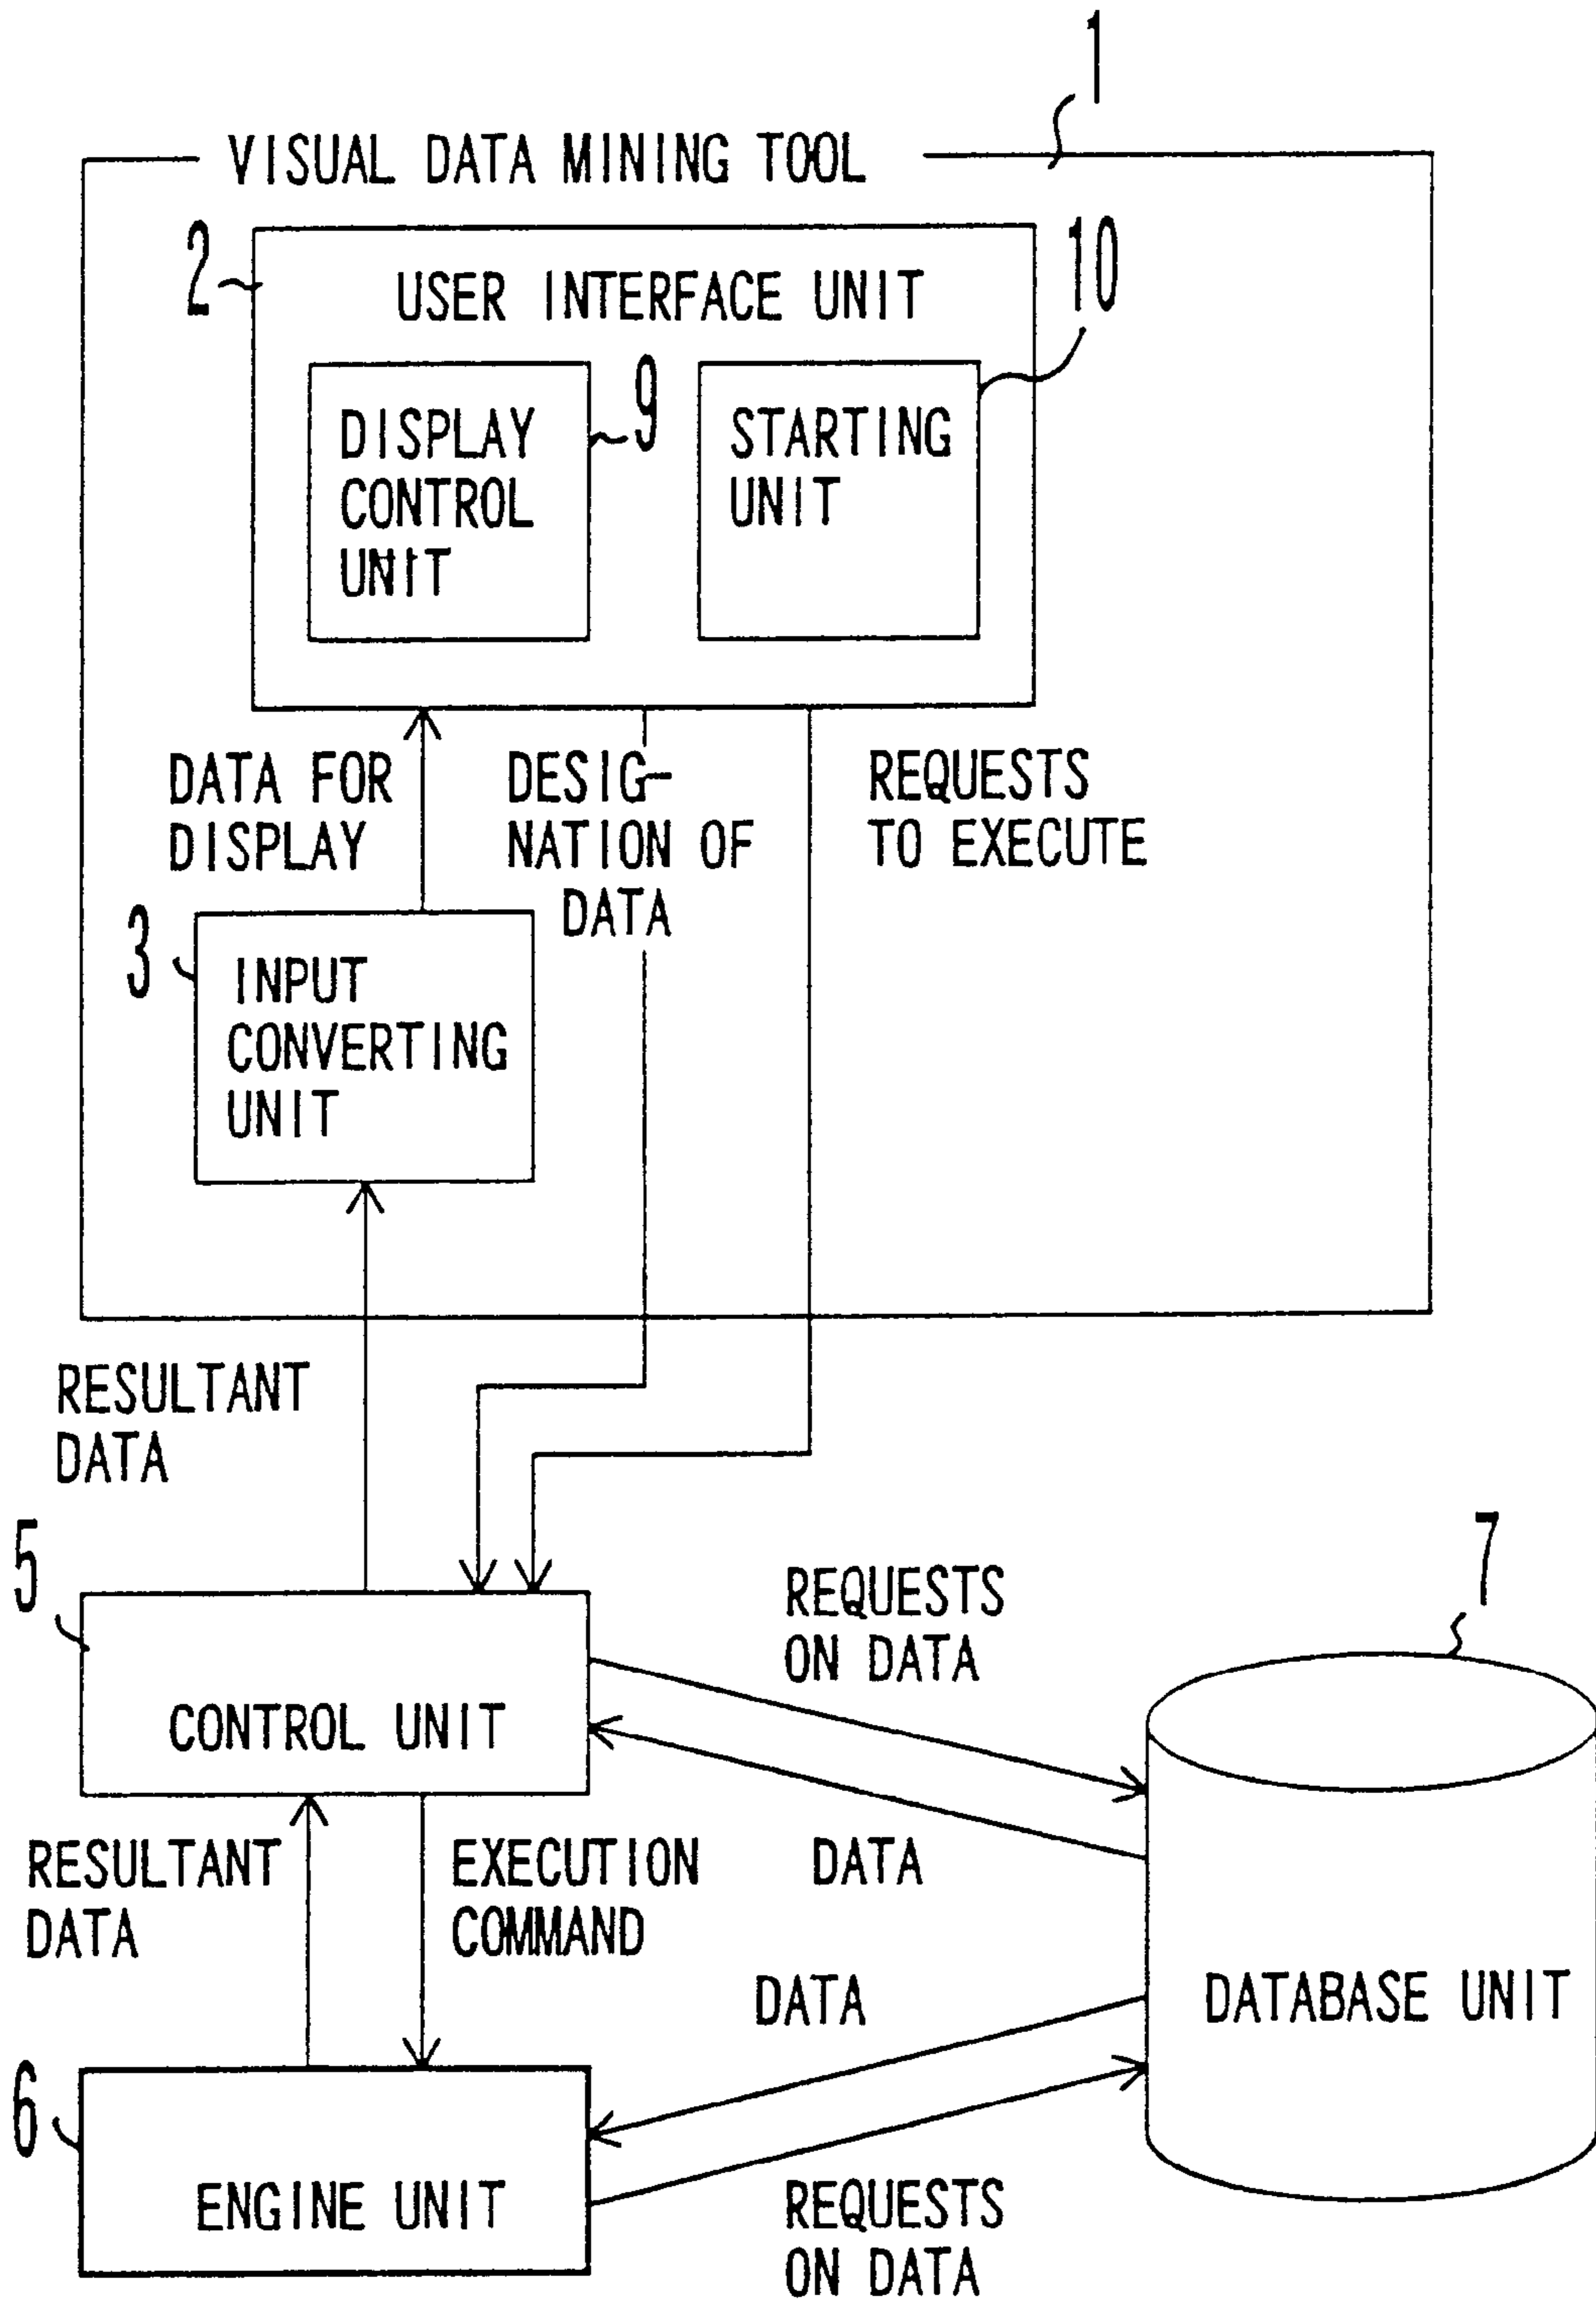 1
VISUAL DATA MINING TOOL
2
10
USER INTERFACE UNIT
9
DISPLAY
CONTROL
UNIT
STARTING
UNIT
DATA FOR
DISPLAY
DESIG-
NATION OF
DATA
REQUESTS
TO EXECUTE
3
INPUT
CONVERTING
UNIT
RESULTANT
DATA
5
CONTROL UNIT
REQUESTS
ON DATA
7
RESULTANT
DATA
EXECUTION
COMMAND
DATA
DATA
DATABASE UNIT
6
ENGINE UNIT
REQUESTS
ON DATA